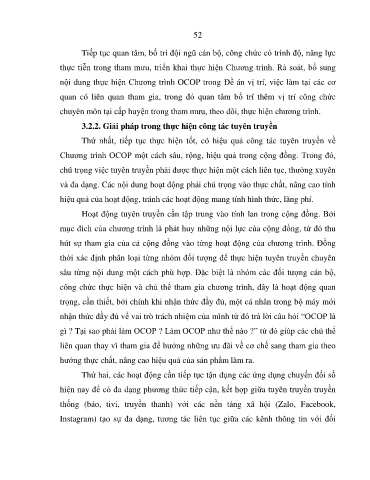 52
Tiếp tục quan tâm, bố trí đội ngũ cán bộ, công chức có trình độ, năng lực
thực tiễn trong tham mưu, triển khai thực hiện Chương trình. Rà soát, bổ sung
nội dung thực hiện Chương trình OCOP trong Đề án vị trí, việc làm tại các cơ
quan có liên quan tham gia, trong đó quan tâm bố trí thêm vị trí công chức
chuyên môn tại cấp huyện trong tham mưu, theo dõi, thực hiện chương trình.
3.2.2. Giải pháp trong thực hiện công tác tuyên truyền
Thứ nhất, tiếp tục thực hiện tốt, có hiệu quả công tác tuyên truyền về
Chương trình OCOP một cách sâu, rộng, hiệu quả trong cộng đồng. Trong đó,
chú trọng việc tuyên truyền phải được thực hiện một cách liên tục, thường xuyên
và đa dạng. Các nội dung hoạt động phải chú trọng vào thực chất, nâng cao tính
hiệu quả của hoạt động, tránh các hoạt động mang tính hình thức, lãng phí.
Hoạt động tuyên truyền cần tập trung vào tính lan trong cộng đồng. Bởi
mục đích của chương trình là phát huy những nội lực của cộng đồng, từ đó thu
hút sự tham gia của cả cộng đồng vào từng hoạt động của chương trình. Đồng
thời xác định phân loại từng nhóm đối tượng để thực hiện tuyên truyền chuyên
sâu từng nội dung một cách phù hợp. Đặc biệt là nhóm các đối tượng cán bộ,
công chức thực hiện và chủ thể tham gia chương trình, đây là hoạt động quan
trọng, cần thiết, bởi chính khi nhận thức đầy đủ, một cá nhân trong bộ máy mới
nhận thức đầy đủ về vai trò trách nhiệm của mình từ đó trả lời câu hỏi “OCOP là
gì ? Tại sao phải làm OCOP ? Làm OCOP như thế nào ?” từ đó giúp các chủ thể
liên quan thay vì tham gia để hưởng những ưu đãi về cơ chế sang tham gia theo
hướng thực chất, nâng cao hiệu quả của sản phẩm làm ra.
Thứ hai, các hoạt động cần tiếp tục tận dụng các ứng dụng chuyển đổi số
hiện nay để có đa dạng phương thức tiếp cận, kết hợp giữa tuyên truyền truyền
thống (báo, tivi, truyền thanh) với các nền tảng xã hội (Zalo, Facebook,
Instagram) tạo sự đa dạng, tương tác liên tục giữa các kênh thông tin với đối